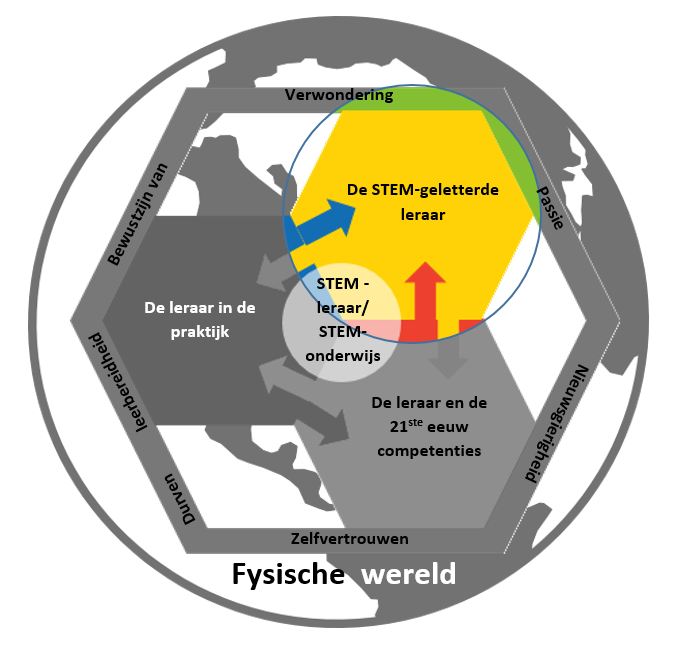 Verwondering
Passie
Bewustzijn van
De STEM-geletterde
leraar
STEM -
leraar/
STEM-
onderwijs
De leraar in de
praktijk
leerbereidheid
Nieuwsgierigheid
De leraar en de
21ste eeuw
competenties
Durven
Zelfvertrouwen
Fysische wereld